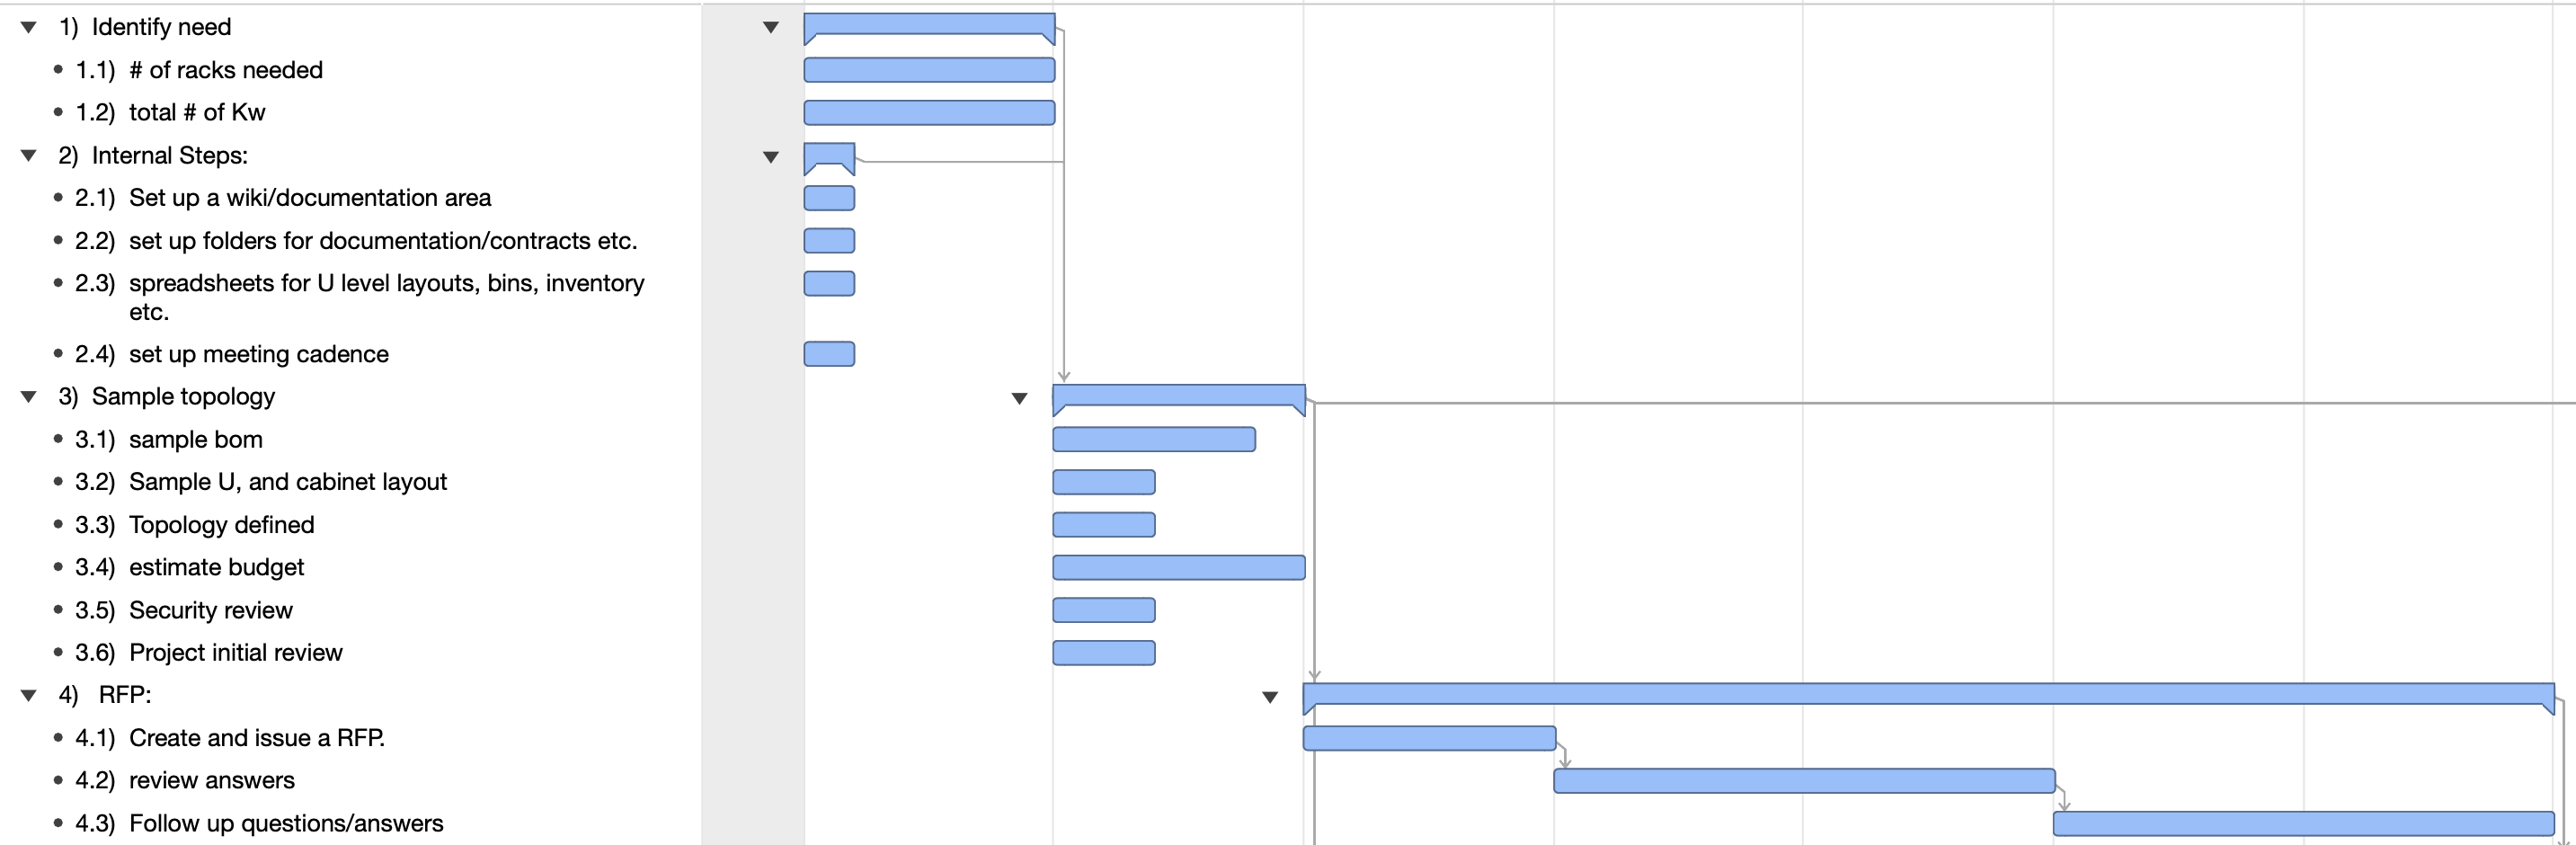 1) Identify need
1.1) # of racks needed
1.2) total # of Kw
2) Internal Steps:
2.1) Set up a wiki/documentation area
2.2) set up folders for documentation/contracts etc.
2.3) spreadsheets for U level layouts, bins, inventory
etc.
2.4) set up meeting cadence
3) Sample topology
3.1) sample bom
3.2) Sample U, and cabinet layout
3.3) Topology defined
3.4) estimate budget
3.5) Security review
3.6) Project initial review
4) RFP:
4.1) Create and issue a RFP.
4.2) review answers
4.3) Follow up questions/answers